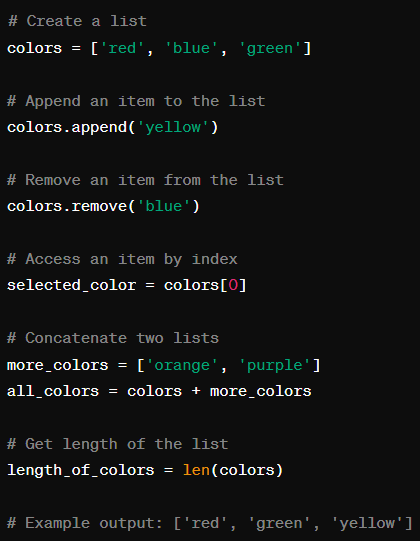 # Create a list
colors = ['red', 'blue', 'green']
# Append an item to the list
colors.append('yellow')
# Remove an item from the list
colors.remove('blue')
# Access an item by index
selected_color = colors[0]
# Concatenate two lists
more_colors = ['orange', 'purple']
all_colors = colors + more_colors
# Get length of the list
length_of_colors = len(colors)
# Example output: ['red', 'green', 'yellow']